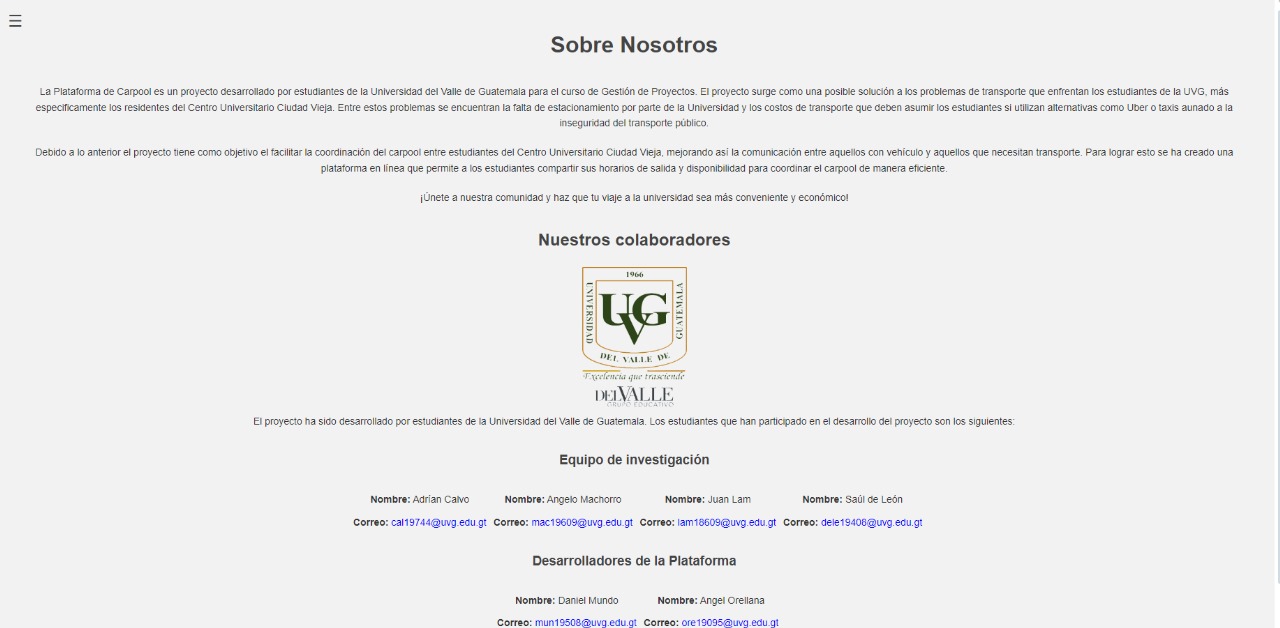 Sobre Nosotros
La Plataforma de Carpool es un proyecto desarrollado por estudiantes de la Universidad del Valle de Guatemala para el curso de Gestión de Proyectos. El proyecto surge como una posible solución a los problemas de transporte que enfrentan los estudiantes de la UVG, más
especificamente los residentes del Centro Universitario Ciudad Vieja. Entre estos problemas se encuentran la falta de estacionamiento por parte de la Universidad y los costos de transporte que deben asumir los estudiantes si utilizan alternativas como Uber o taxis aunado a la
inseguridad del transporte público.
Debido a lo anterior el proyecto tiene como objetivo el facilitar la coordinación del carpool entre estudiantes del Centro Universitario Ciudad Vieja, mejorando así la comunicación entre aquellos con vehículo y aquellos que necesitan transporte. Para lograr esto se ha creado una
plataforma en línea que permite a los estudiantes compartir sus horarios de salida y disponibilidad para coordinar el carpool de manera eficiente.
¡Únete a nuestra comunidad y haz que tu viaje a la universidad sea más conveniente y económico!
Nuestros colaboradores
1966
UNIVERSIDAD
UVG
GUATEMALA
DEL VALLE DE
Excelencia que trasciende
DEL VALLE
GRUPO EDUCATIVO
El proyecto ha sido desarrollado por estudiantes de la Universidad del Valle de Guatemala. Los estudiantes que han participado en el desarrollo del proyecto son los siguientes:
Equipo de investigación
Nombre: Adrían Calvo Nombre: Angelo Machorro Nombre: Juan Lam Nombre: Saúl de León
Correo: cal19744@uvg.edu.gt Correo: mac19609@uvg.edu.gt Correo: lam18609@uvg.edu.gt Correo: dele19408@uvg.edu.gt
Desarrolladores de la Plataforma
Nombre: Daniel Mundo Nombre: Angel Orellana
Correo: mun19508@uvg.edu.gt Correo: ore19095@uvg.edu.gt